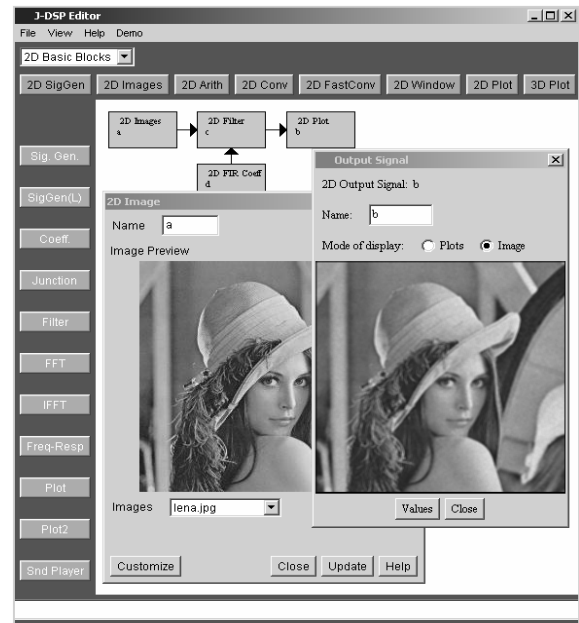 J-DSP Editor
File View Help Demo
2D Basic Blocks
2D SigGen 2D Images 2D Arith 2D Conv 2D FastConv 2D Window 2D Plot 3D Plot
2D Images
a
2D Filter
c
2D Plot
b
2D FIR Coeff
d
Sig. Gen.
SigGen(L)
Coeff.
Junction
Filter
FFT
IFFT
Freq-Resp
Plot
Plot2
Snd Player
2D Image
Name a
Image Preview
Images lena.jpg
Customize Close Update Help
Output Signal
2D Output Signal: b
Name: b
Mode of display: Plots Image
Values Close